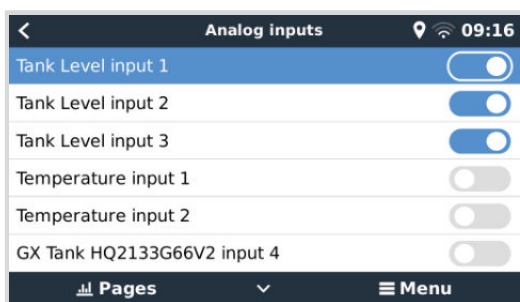 Analog inputs 09:16
Tank Level input 1
Tank Level input 2
Tank Level input 3
Temperature input 1
Temperature input 2
GX Tank HQ2133G66V2 input 4
Pages Menu